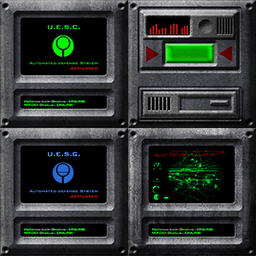 U.E.S.C.
Automated defense System
ACTIVATED
Defense Link Status: ONLINE
MADD Status: ONLINE
U.E.S.G.
Automated defense System
ACTIVATED
Defense Link Status: ONLINE
MADD Status: ONLINE
Defense Link Status: ONLINE
MADD Status: ONLINE